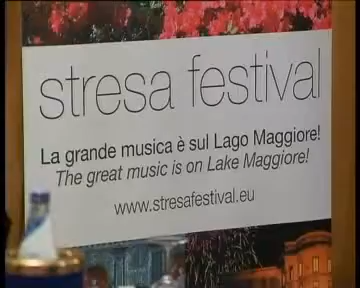 stresa festival
La grande musica è sul Lago Maggiore!
The great music is on Lake Maggiore!
www.stresafestival.eu